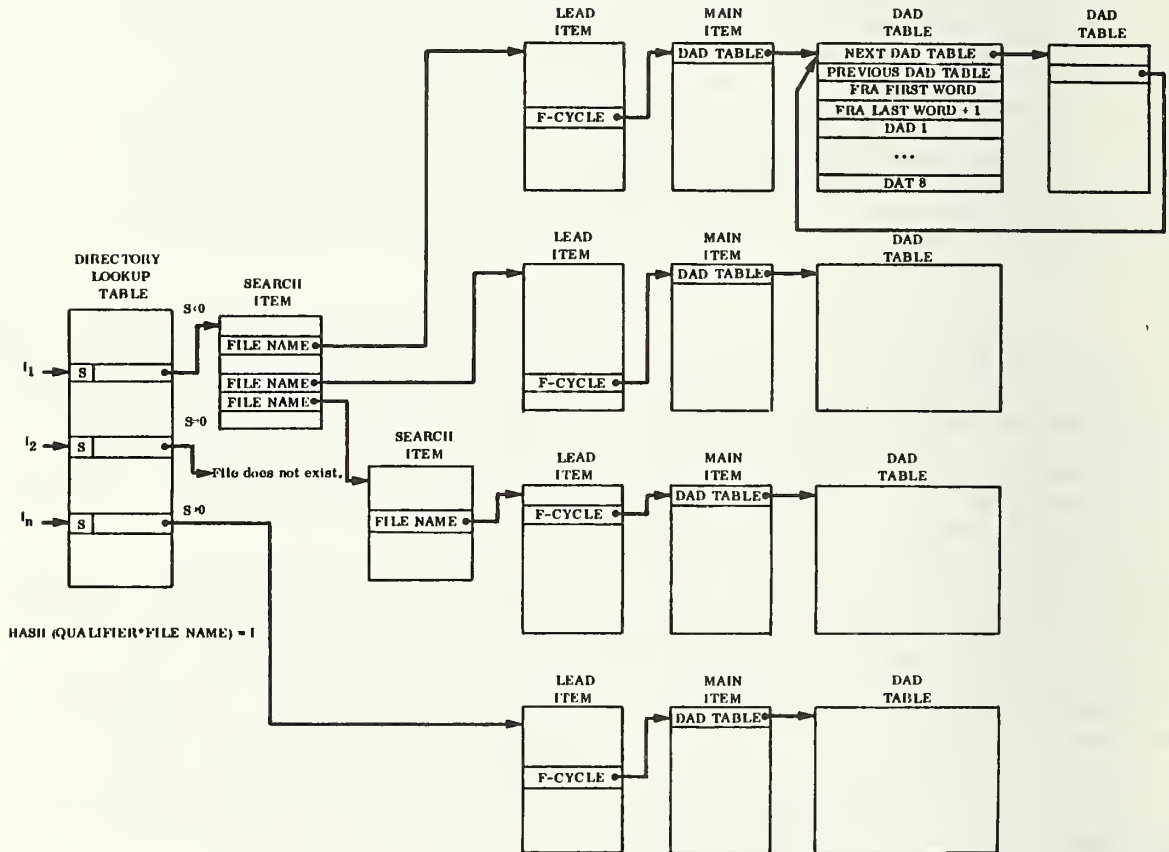 LEAD
ITEM
MAIN
ITEM
DAD
TABLE
DAD
TABLE
DAD TABLE
NEXT DAD TABLE
PREVIOUS DAD TABLE
FRA FIRST WORD
F-CYCLE
FRA LAST WORD + 1
DAD 1
...
DAT 8
LEAD
ITEM
MAIN
ITEM
DAD
TABLE
DIRECTORY
LOOKUP
TABLE
SEARCH
ITEM
DAD TABLE
S<0
FILE NAME
I1
S
FILE NAME
F-CYCLE
FILE NAME
S=0
SEARCH
ITEM
LEAD
ITEM
MAIN
ITEM
DAD
TABLE
I2
S
File does not exist.
DAD TABLE
S>0
In
S
FILE NAME
F-CYCLE
HASH (QUALIFIER*FILE NAME) = I
LEAD
ITEM
MAIN
ITEM
DAD
TABLE
DAD TABLE
F-CYCLE